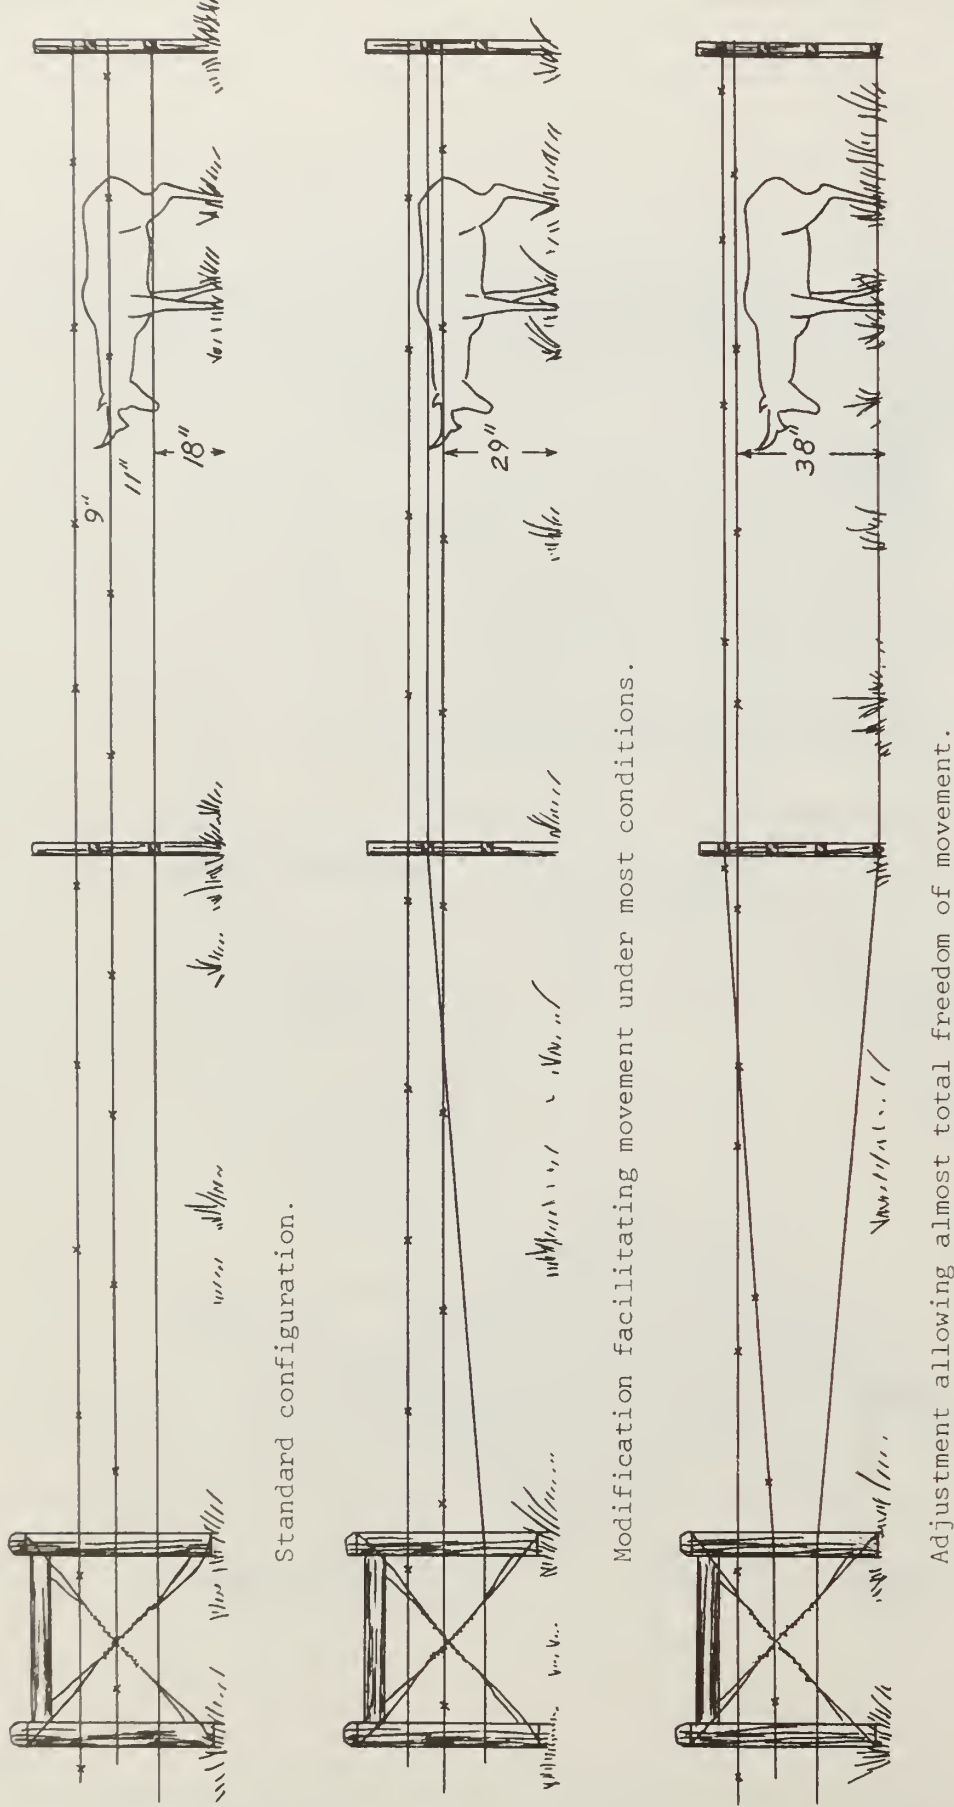 9"
11"
18"
Standard configuration.
29"
Modification facilitating movement under most conditions.
38"
Adjustment allowing almost total freedom of movement.